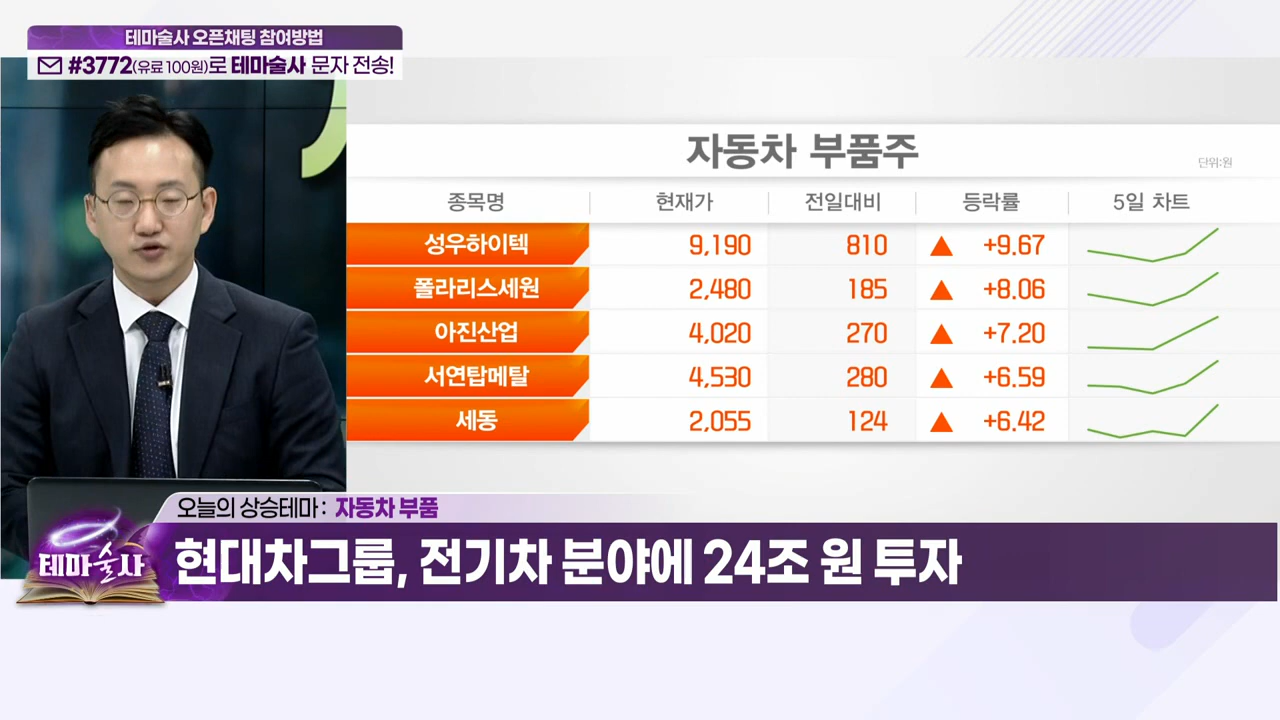 테마술사 오픈채팅 참여방법
#3772(유료 100원)로 테마술사 문자 전송!
자동차 부품주
단위:원
종목명 현재가 전일대비 등락률 5일 차트
성우하이텍 9,190 810 ▲ +9.67
폴라리스세원 2,480 185 ▲ +8.06
아진산업 4,020 270 ▲ +7.20
서연탑메탈 4,530 280 ▲ +6.59
세동 2,055 124 ▲ +6.42
오늘의 상승테마 : 자동차 부품
테마술사
현대차그룹, 전기차 분야에 24조 원 투자